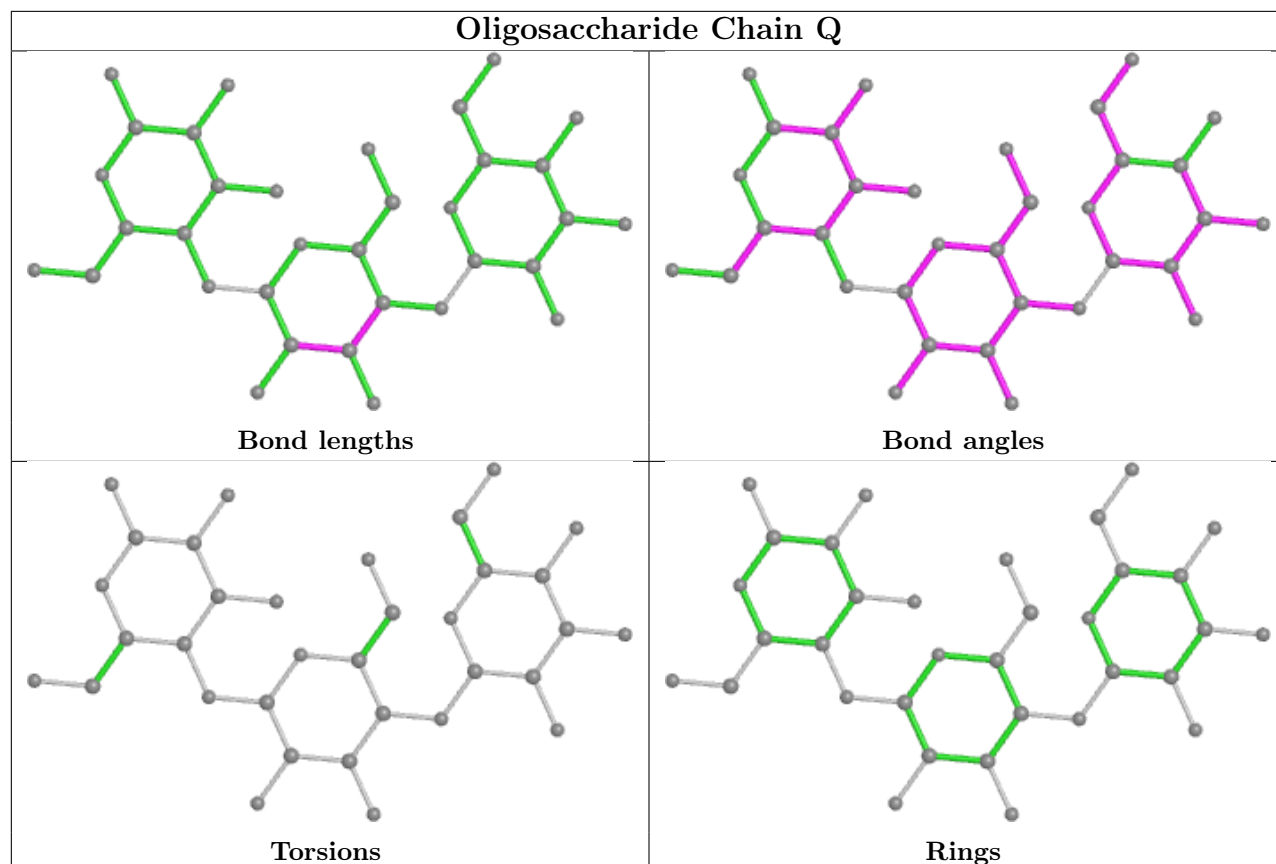 Oligosaccharide Chain Q
Bond lengths
Bond angles
Torsions
Rings